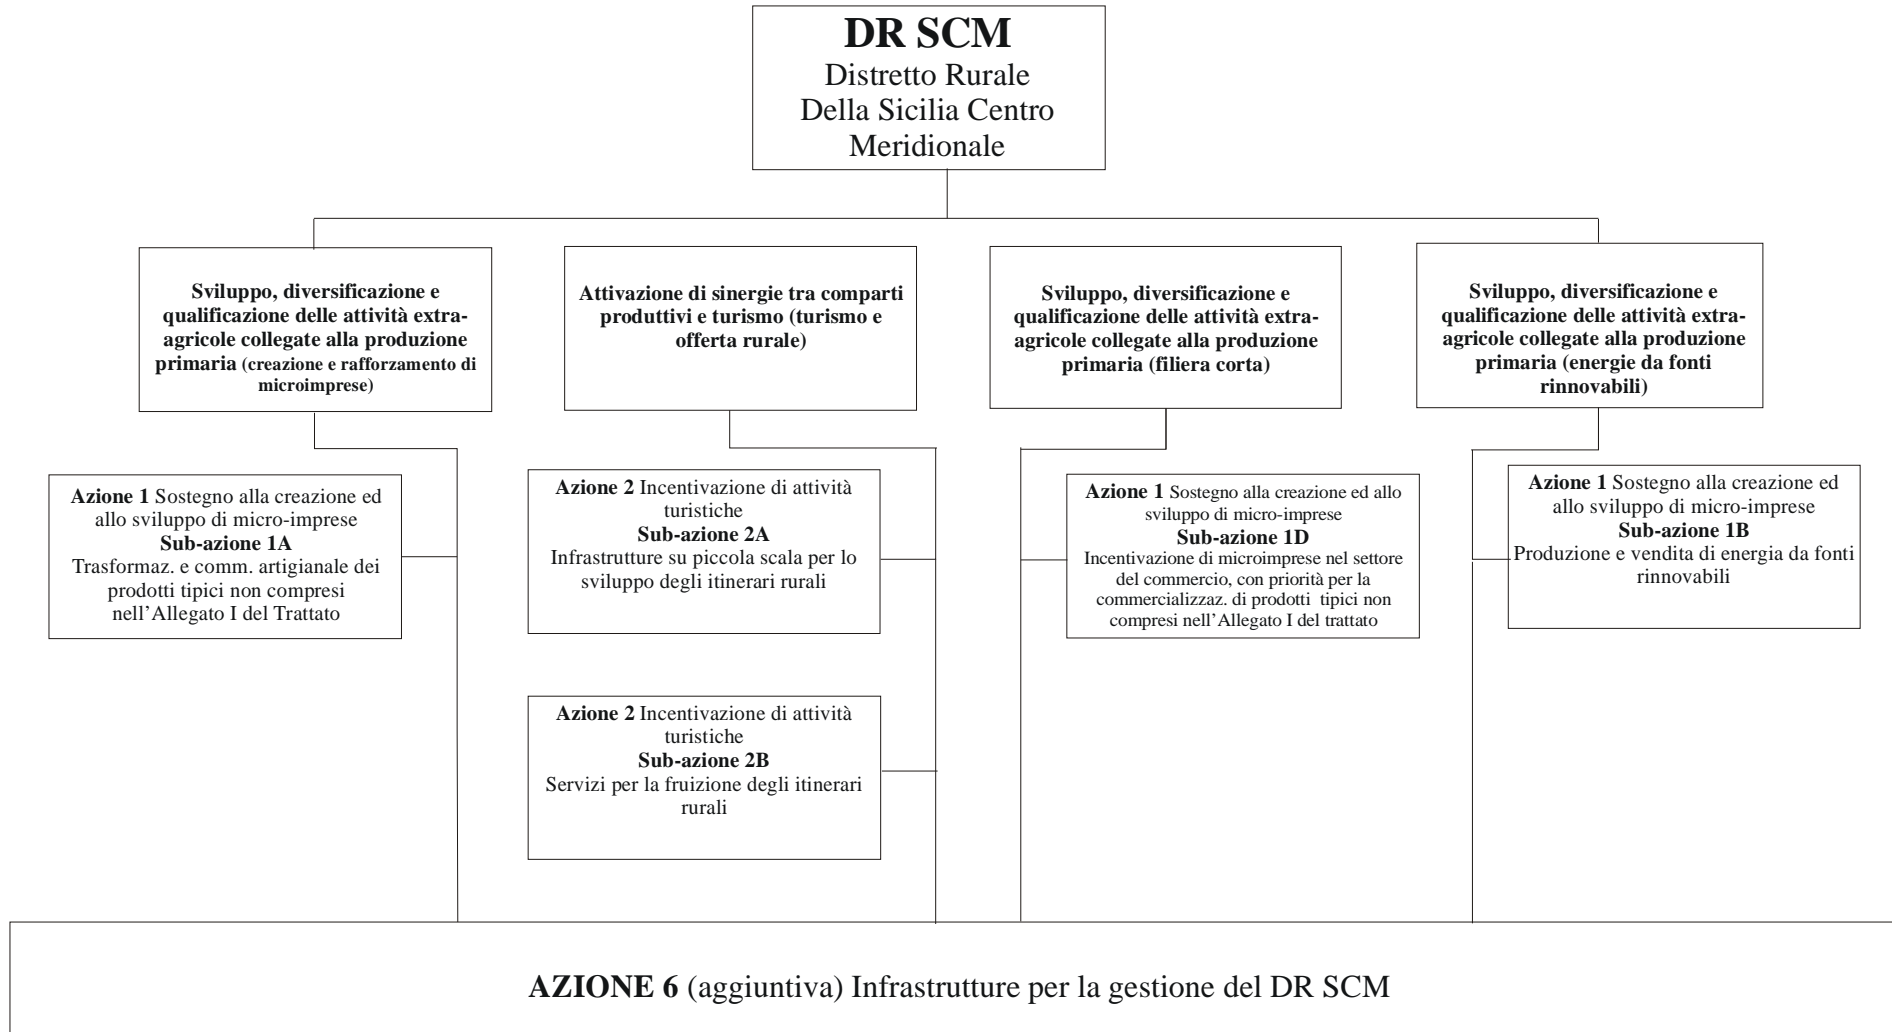 DR SCM
Distretto Rurale
Della Sicilia Centro
Meridionale
Sviluppo, diversificazione e
qualificazione delle attività extra-
agricole collegate alla produzione
primaria (creazione e rafforzamento di
microimprese)
Attivazione di sinergie tra comparti
produttivi e turismo (turismo e
offerta rurale)
Sviluppo, diversificazione e
qualificazione delle attività extra-
agricole collegate alla produzione
primaria (filiera corta)
Sviluppo, diversificazione e
qualificazione delle attività extra-
agricole collegate alla produzione
primaria (energie da fonti
rinnovabili)
Azione 1 Sostegno alla creazione ed
allo sviluppo di micro-imprese
Sub-azione 1A
Trasformaz. e comm. artigianale dei
prodotti tipici non compresi
nell’Allegato I del Trattato
Azione 2 Incentivazione di attività
turistiche
Sub-azione 2A
Infrastrutture su piccola scala per lo
sviluppo degli itinerari rurali
Azione 2 Incentivazione di attività
turistiche
Sub-azione 2B
Servizi per la fruizione degli itinerari
rurali
Azione 1 Sostegno alla creazione ed allo
sviluppo di micro-imprese
Sub-azione 1D
Incentivazione di microimprese nel settore
del commercio, con priorità per la
commercializzaz. di prodotti tipici non
compresi nell’Allegato I del trattato
Azione 1 Sostegno alla creazione ed
allo sviluppo di micro-imprese
Sub-azione 1B
Produzione e vendita di energia da fonti
rinnovabili
AZIONE 6 (aggiuntiva) Infrastrutture per la gestione del DR SCM